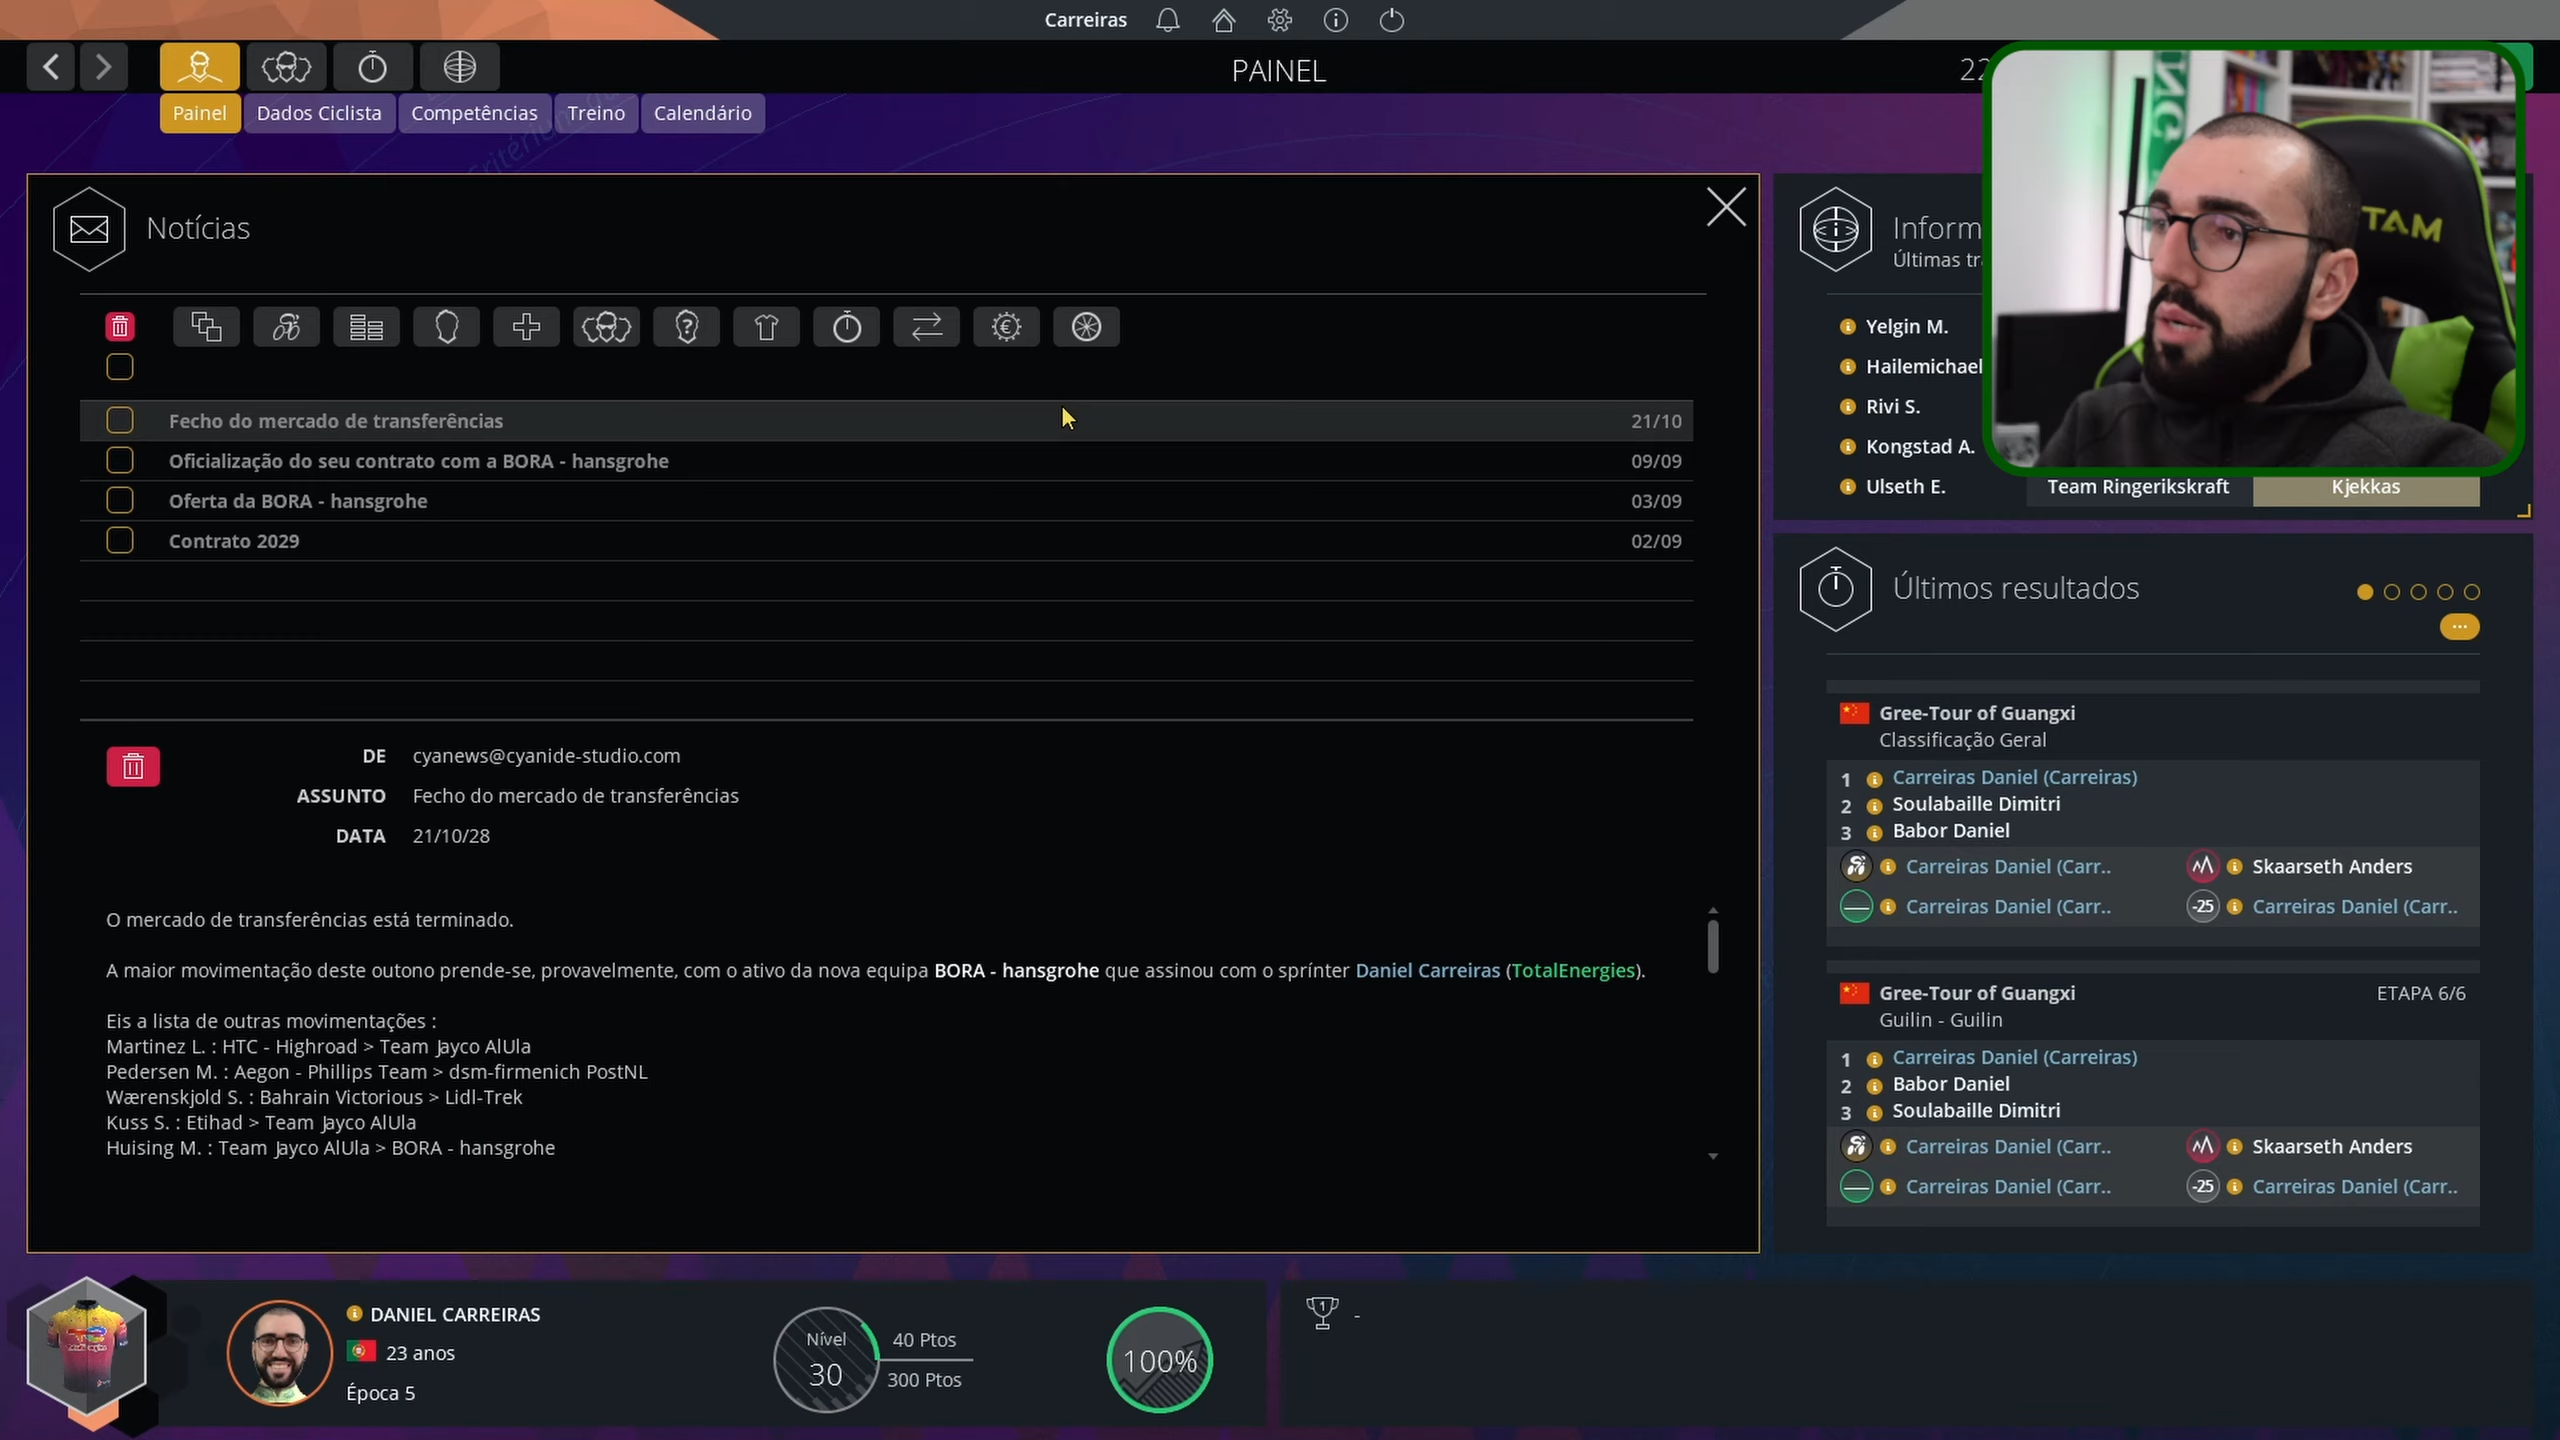 Carreiras
PAINEL
22
Painel
Dados Ciclista
Competências
Treino
Calendário
Notícias
Fecho do mercado de transferências 21/10
Oficialização do seu contrato com a BORA - hansgrohe 09/09
Oferta da BORA - hansgrohe 03/09
Contrato 2029 02/09
DE cyanews@cyanide-studio.com
ASSUNTO Fecho do mercado de transferências
DATA 21/10/28
O mercado de transferências está terminado.
A maior movimentação deste outono prende-se, provavelmente, com o ativo da nova equipa BORA - hansgrohe que assinou com o sprínter Daniel Carreiras (TotalEnergies).
Eis a lista de outras movimentações :
Martinez L. : HTC - Highroad > Team Jayco AlUla
Pedersen M. : Aegon - Phillips Team > dsm-firmenich PostNL
Wærenskjold S. : Bahrain Victorious > Lidl-Trek
Kuss S. : Etihad > Team Jayco AlUla
Huising M. : Team Jayco AlUla > BORA - hansgrohe
Inform
Últimas tr
Yelgin M.
Hailemichael
Rivi S.
Kongstad A.
Ulseth E. Team Ringerikskraft Kjekkas
TAM
Últimos resultados
...
Gree-Tour of Guangxi
Classificação Geral
1 Carreiras Daniel (Carreiras)
2 Soulabaille Dimitri
3 Babor Daniel
Carreiras Daniel (Carr.. Skaarseth Anders
Carreiras Daniel (Carr.. -25 Carreiras Daniel (Carr..
Gree-Tour of Guangxi ETAPA 6/6
Guilin - Guilin
1 Carreiras Daniel (Carreiras)
2 Babor Daniel
3 Soulabaille Dimitri
Carreiras Daniel (Carr.. Skaarseth Anders
Carreiras Daniel (Carr.. -25 Carreiras Daniel (Carr..
DANIEL CARREIRAS
23 anos
Época 5
Nível
30
40 Ptos
300 Ptos
100%
1 -